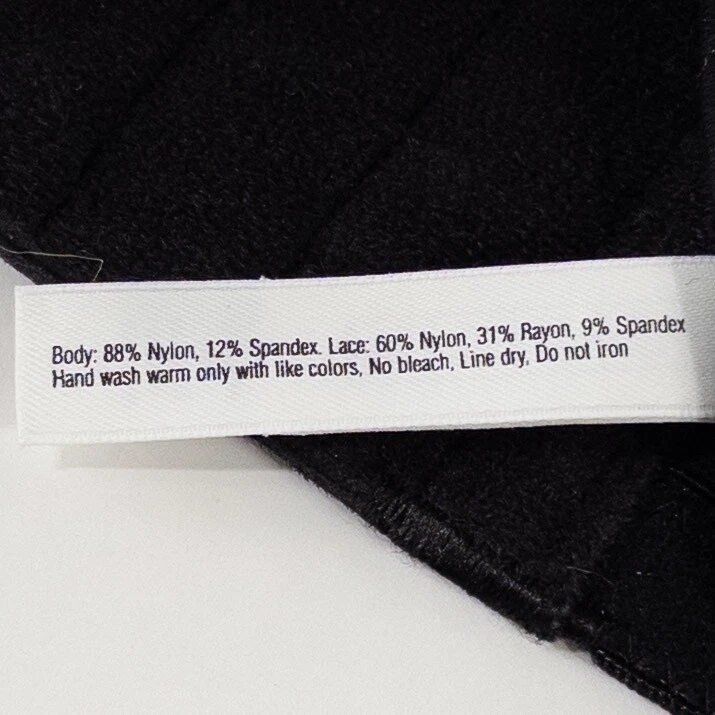 Body: 88% Nylon, 12% Spandex. Lace: 60% Nylon, 31% Rayon, 9% Spandex
Hand wash warm only with like colors, No bleach, Line dry, Do not iron